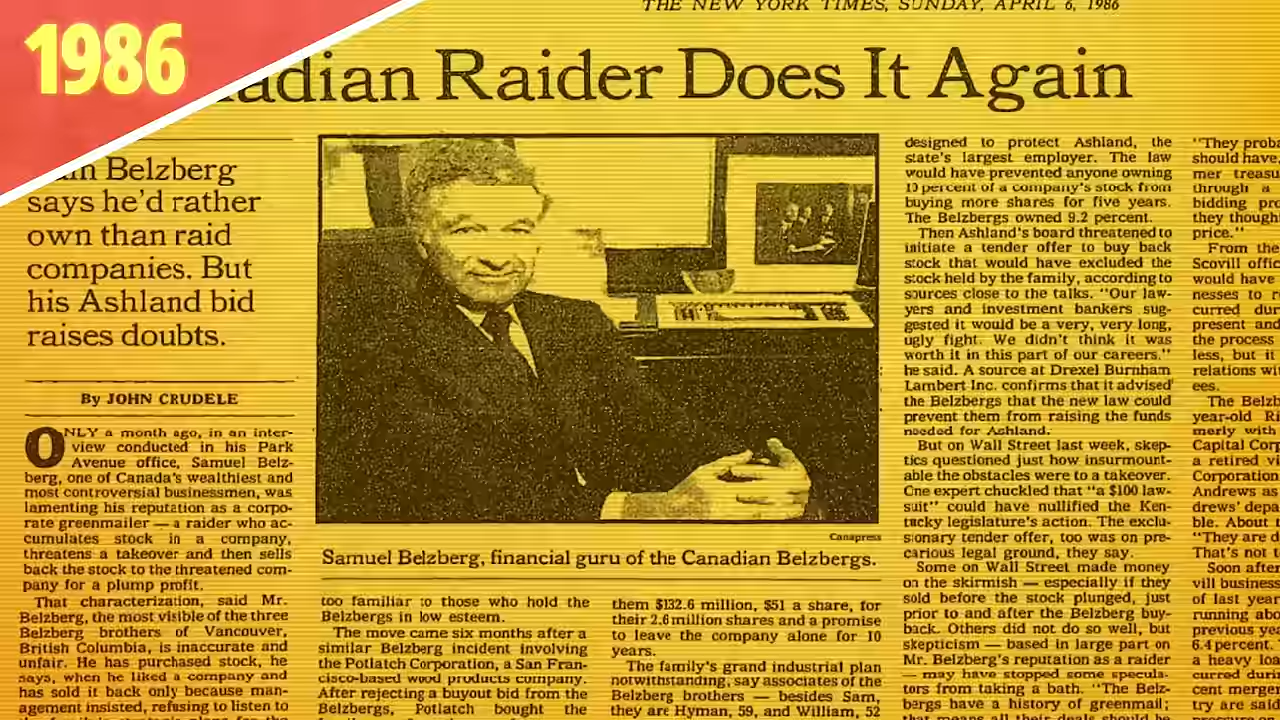 1986
THE NEW YORK TIMES, SUNDAY, APRIL 6, 1986
adian Raider Does It Again
Belzberg
says he'd rather
own than raid
companies. But
his Ashland bid
raises doubts.
By JOHN CRUDELE
ONLY a month ago, in an inter-
view conducted in his Park
Avenue office, Samuel Belz-
berg, one of Canada's wealthiest and
most controversial businessmen, was
lamenting his reputation as a corpo-
rate greenmailer — a raider who ac-
cumulates stock in a company,
threatens a takeover and then sells
back the stock to the threatened com-
pany for a plump profit.
That characterization, said Mr.
Belzberg, the most visible of the three
Belzberg brothers of Vancouver,
British Columbia, is inaccurate and
unfair. He has purchased stock, he
says, when he liked a company and
has sold it back only because man-
agement insisted, refusing to listen to
Canapress
Samuel Belzberg, financial guru of the Canadian Belzbergs.
too familiar to those who hold the
Belzbergs in low esteem.
The move came six months after a
similar Belzberg incident involving
the Potlatch Corporation, a San Fran-
cisco-based wood products company.
After rejecting a buyout bid from the
Belzbergs, Potlatch bought the
them $132.6 million, $51 a share, for
their 2.6 million shares and a promise
to leave the company alone for 10
years.
The family's grand industrial plan
notwithstanding, say associates of the
Belzberg brothers — besides Sam,
they are Hyman, 59, and William, 52
designed to protect Ashland, the
state's largest employer. The law
would have prevented anyone owning
10 percent of a company's stock from
buying more shares for five years.
The Belzbergs owned 9.2 percent.
Then Ashland's board threatened to
initiate a tender offer to buy back
stock that would have excluded the
stock held by the family, according to
sources close to the talks. "Our law-
yers and investment bankers sug-
gested it would be a very, very long,
ugly fight. We didn't think it was
worth it in this part of our careers."
he said. A source at Drexel Burnham
Lambert Inc. confirms that it advised
the Belzbergs that the new law could
prevent them from raising the funds
needed for Ashland.
But on Wall Street last week, skep-
tics questioned just how insurmount-
able the obstacles were to a takeover.
One expert chuckled that "a $100 law-
suit" could have nullified the Ken-
tucky legislature's action. The exclu-
sionary tender offer, too was on pre-
carious legal ground, they say.
Some on Wall Street made money
on the skirmish — especially if they
sold before the stock plunged, just
prior to and after the Belzberg buy-
back. Others did not do so well, but
skepticism — based in large part on
Mr. Belzberg's reputation as a raider
— may have stopped some specula-
tors from taking a bath. "The Belz-
bergs have a history of greenmail;
that means all their deals should be
"They proba
should have
mer treasu
through a
bidding pro
they though
price."
From the
Scovill offic
would have
nesses to r
curred dur
present and
the process
less, but it
relations wi
ees.
The Belzb
year-old Ri
merly with
Capital Corp
a retired vi
Corporation
Andrews as
drews' depa
ble. About
"They are d
That's not t
Soon after
vill business
of last year
running abo
previous ye
6.4 percent.
a heavy loa
curred duri
cent merger
try are said